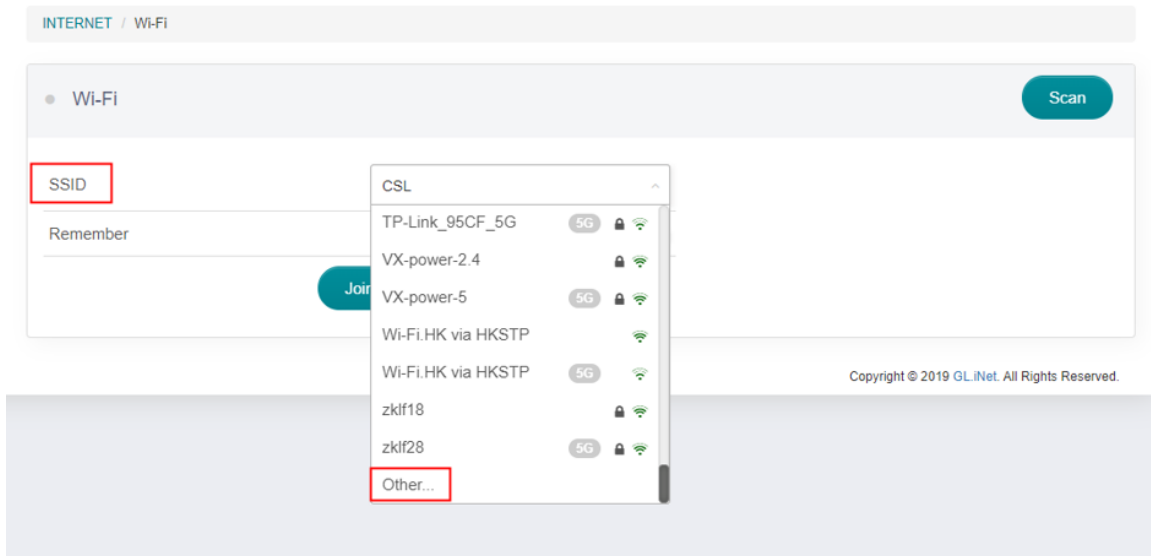 INTERNET / Wi-Fi
Wi-Fi
Scan
SSID
CSL
TP-Link_95CF_5G 5G
Remember
VX-power-2.4
Join
VX-power-5 5G
Wi-Fi.HK via HKSTP
Wi-Fi.HK via HKSTP 5G
Copyright © 2019 GL.iNet. All Rights Reserved.
zklf18
zklf28 5G
Other...